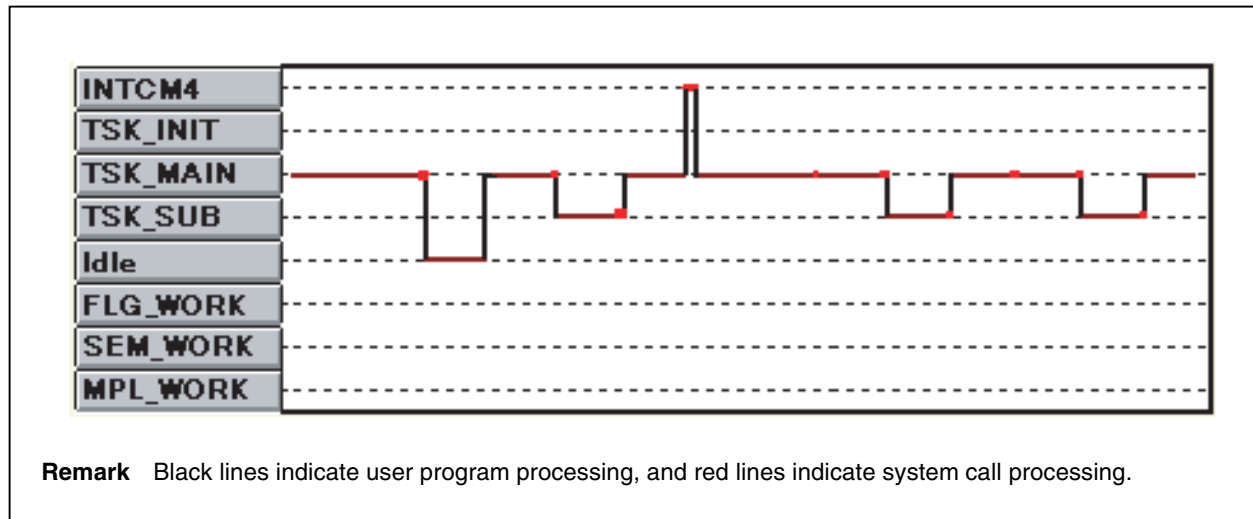 INTCM4
TSK_INIT
TSK_MAIN
TSK_SUB
Idle
FLG_WORK
SEM_WORK
MPL_WORK
Remark Black lines indicate user program processing, and red lines indicate system call processing.